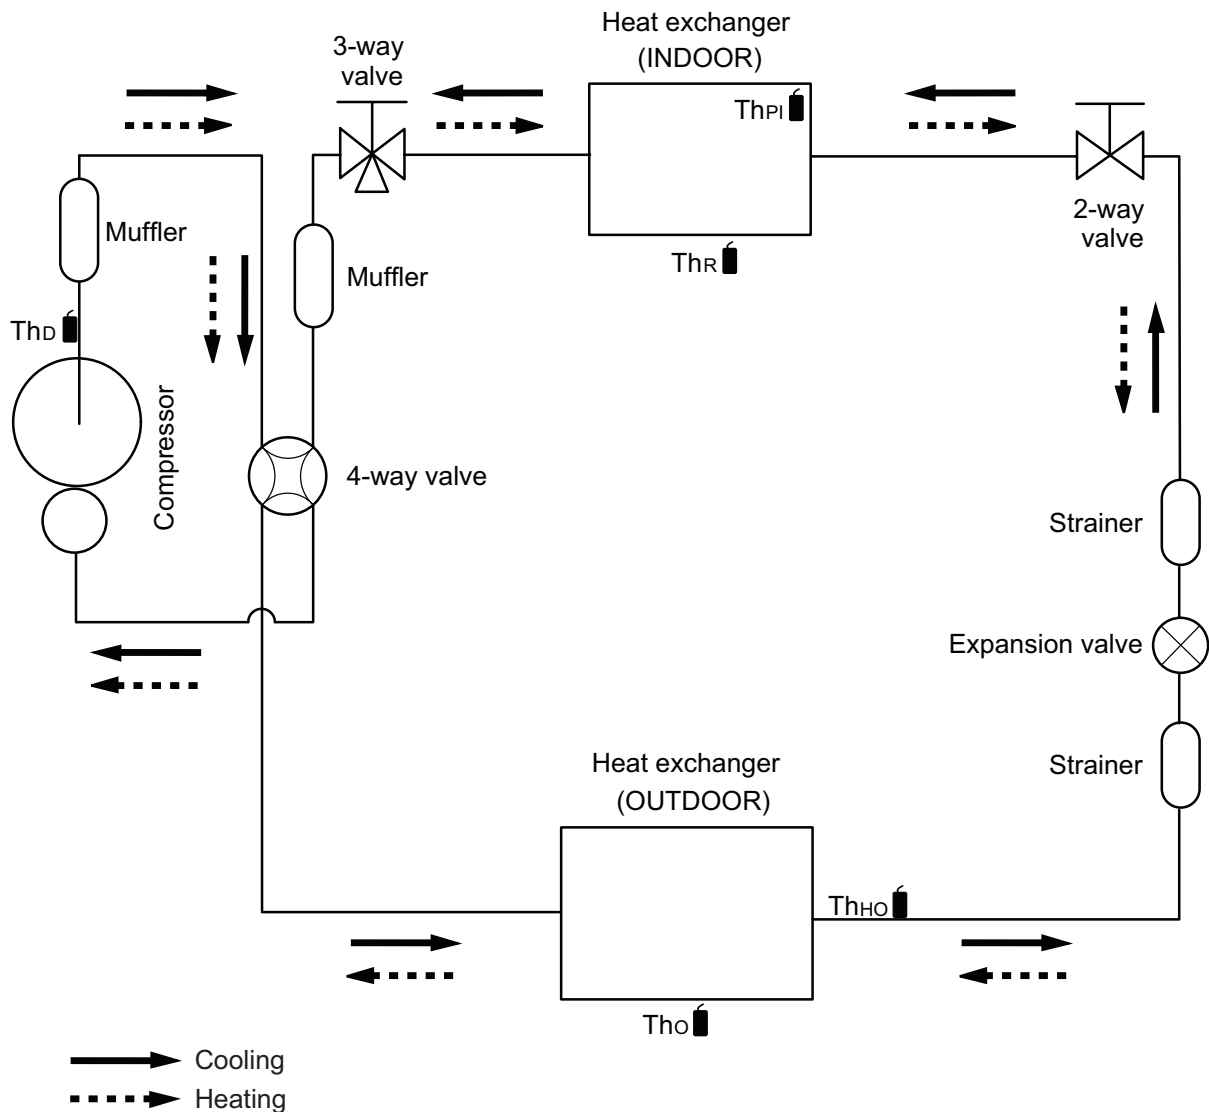 Heat exchanger
(INDOOR)
3-way
valve
ThPI
Muffler
2-way
valve
ThR
Muffler
ThD
Compressor
4-way valve
Strainer
Expansion valve
Strainer
Heat exchanger
(OUTDOOR)
ThHO
ThO
Cooling
Heating